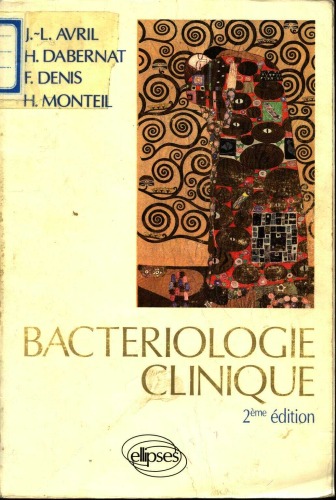 J.-L. AVRIL
H. DABERNAT
F. DENIS
H. MONTEIL
BACTERIOLOGIE
CLINIQUE
2ème édition
ellipses